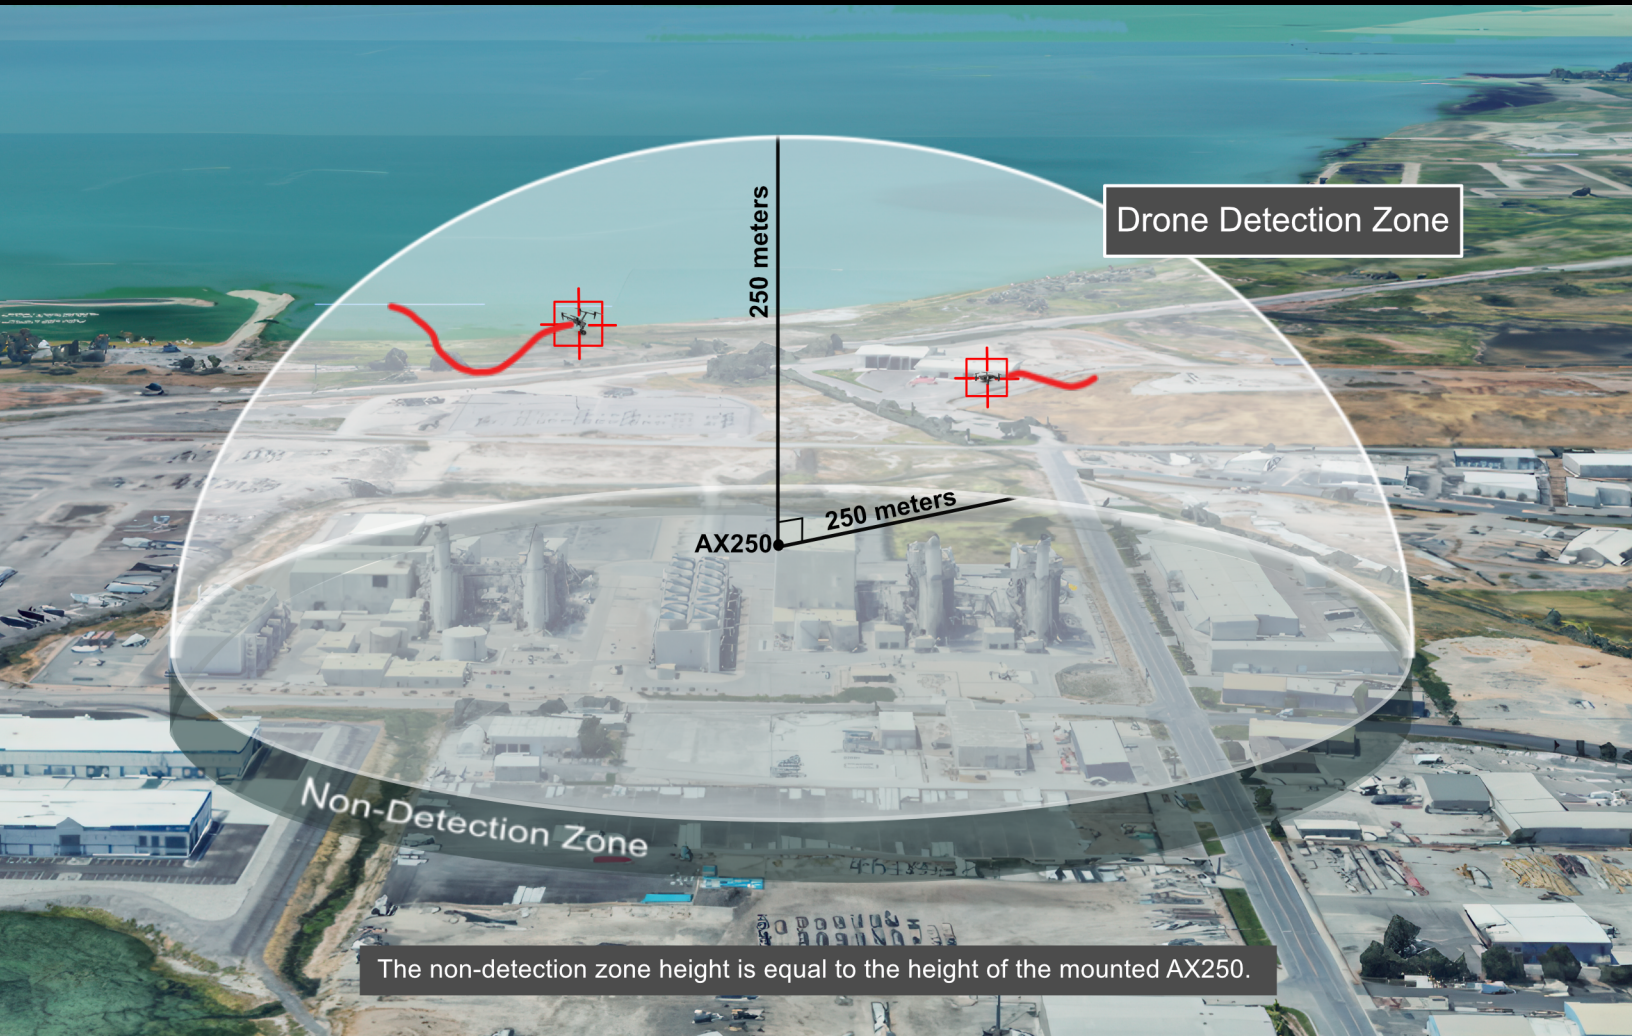 Drone Detection Zone
250 meters
250 meters
AX250
Non-Detection Zone
The non-detection zone height is equal to the height of the mounted AX250.